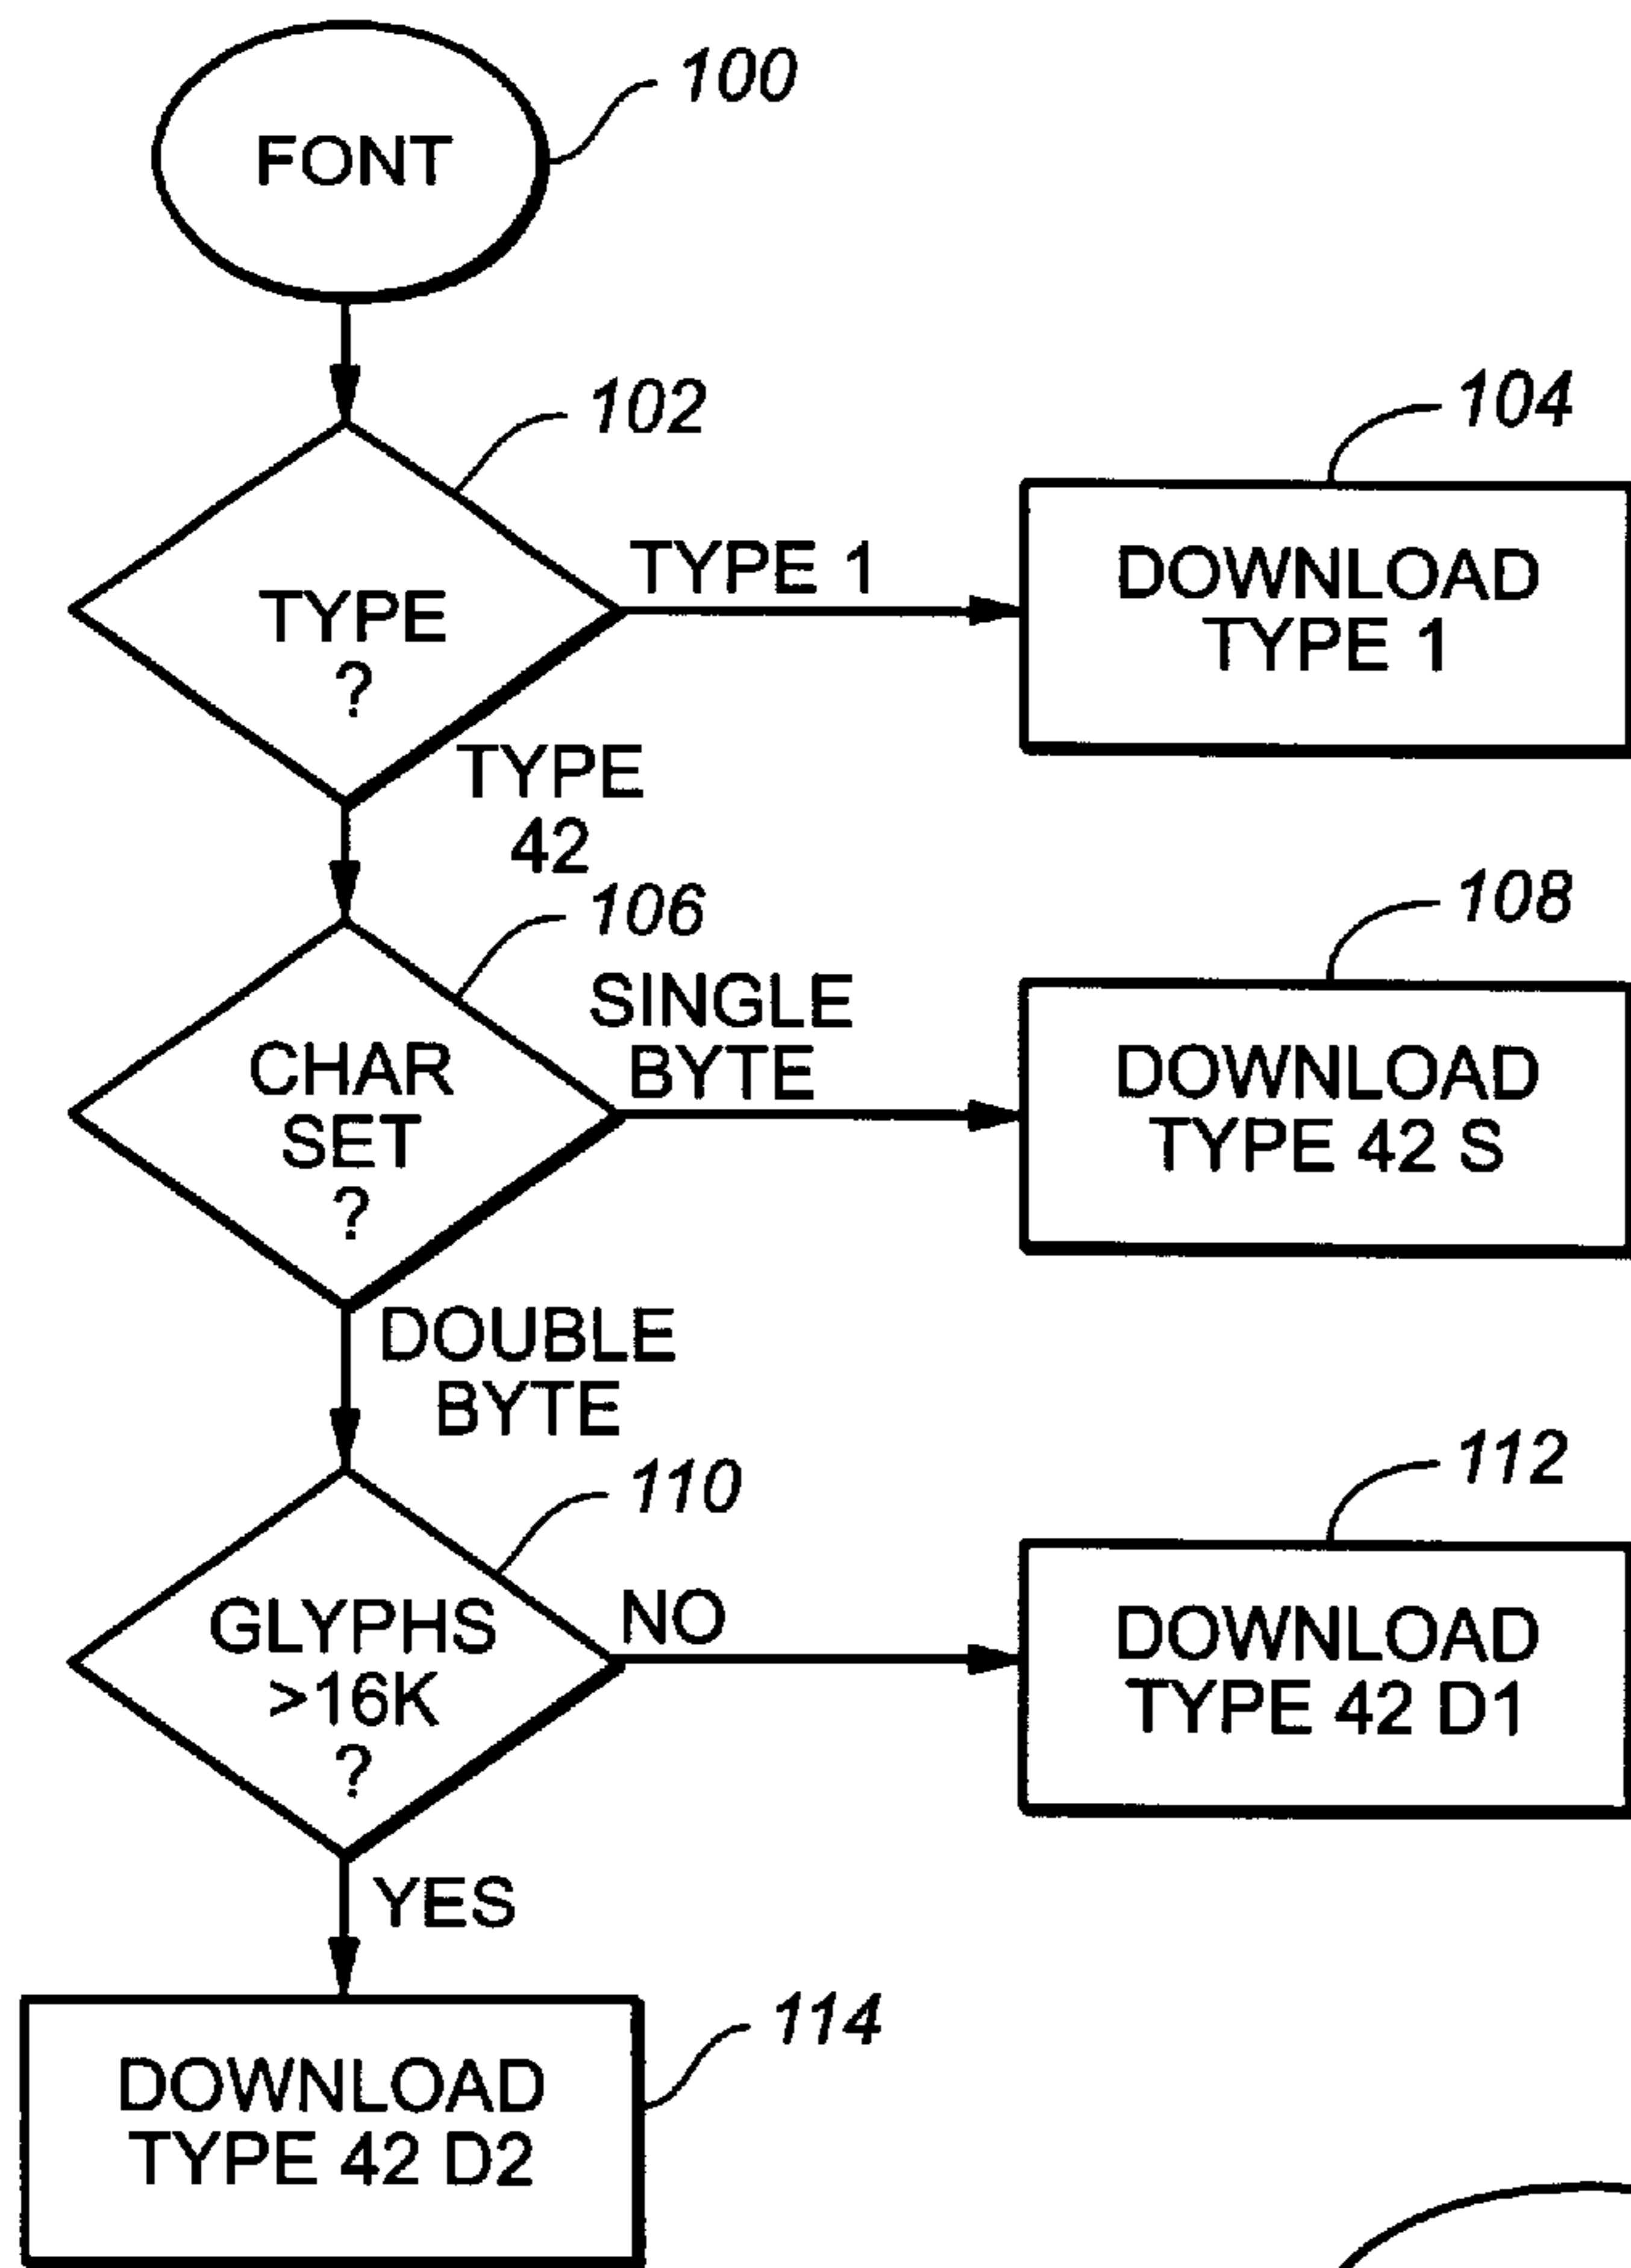 100
FONT
102
104
TYPE 1
DOWNLOAD
TYPE 1
TYPE
?
TYPE
42
106
108
SINGLE
BYTE
DOWNLOAD
TYPE 42 S
CHAR
SET
?
DOUBLE
BYTE
110
112
NO
DOWNLOAD
TYPE 42 D1
GLYPHS
>16K
?
YES
114
DOWNLOAD
TYPE 42 D2